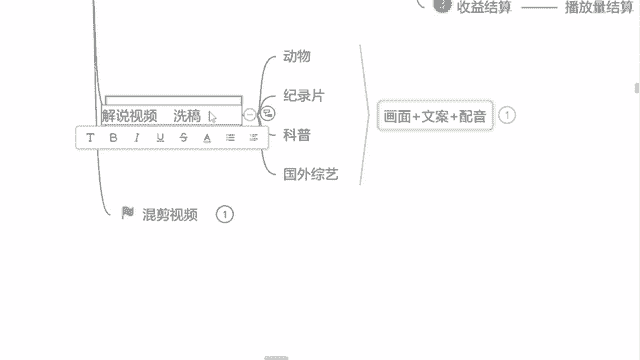 ② 收益结算 播放量结算
动物
纪录片
解说视频 洗稿
画面+文案+配音 1
T B I U S A
科普
国外综艺
混剪视频 1